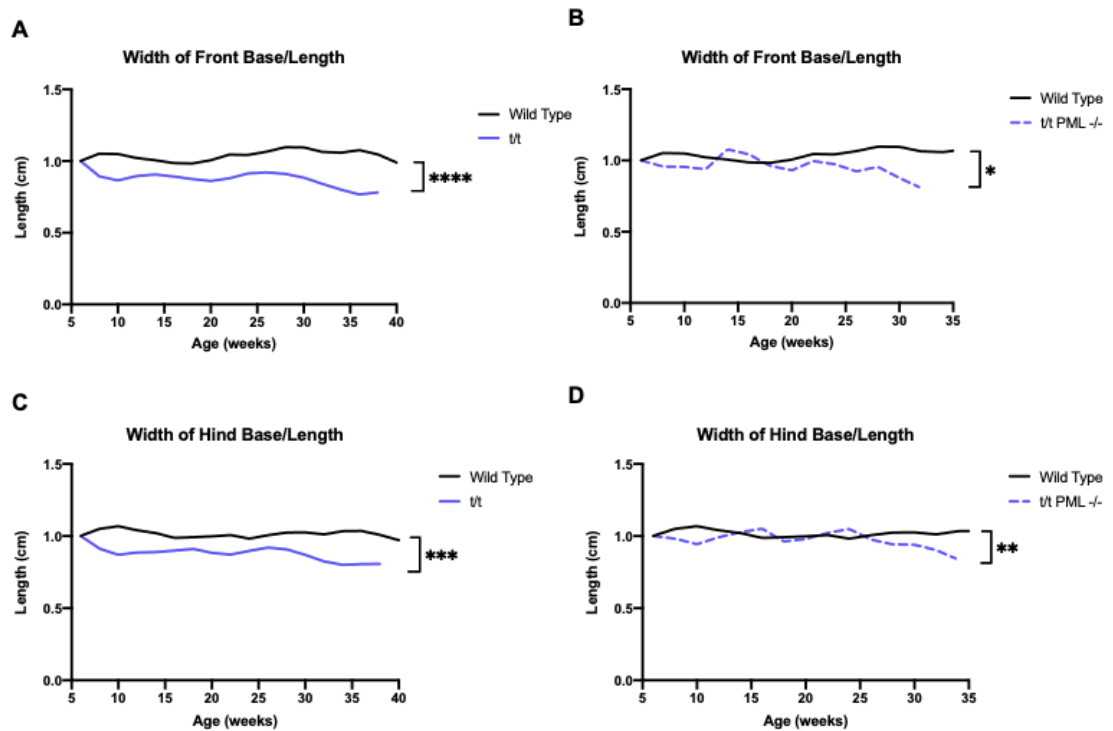 A
Width of Front Base/Length
1.5
1.0
0.5
0.0
Length (cm)
5 10 15 20 25 30 35 40
Age (weeks)
Wild Type
t/t
****
B
Width of Front Base/Length
1.5
1.0
0.5
0.0
Length (cm)
5 10 15 20 25 30 35
Age (weeks)
Wild Type
t/t PML -/-
*
C
Width of Hind Base/Length
1.5
1.0
0.5
0.0
Length (cm)
5 10 15 20 25 30 35 40
Age (weeks)
Wild Type
t/t
***
D
Width of Hind Base/Length
1.5
1.0
0.5
0.0
Length (cm)
5 10 15 20 25 30 35
Age (weeks)
Wild Type
t/t PML -/-
**